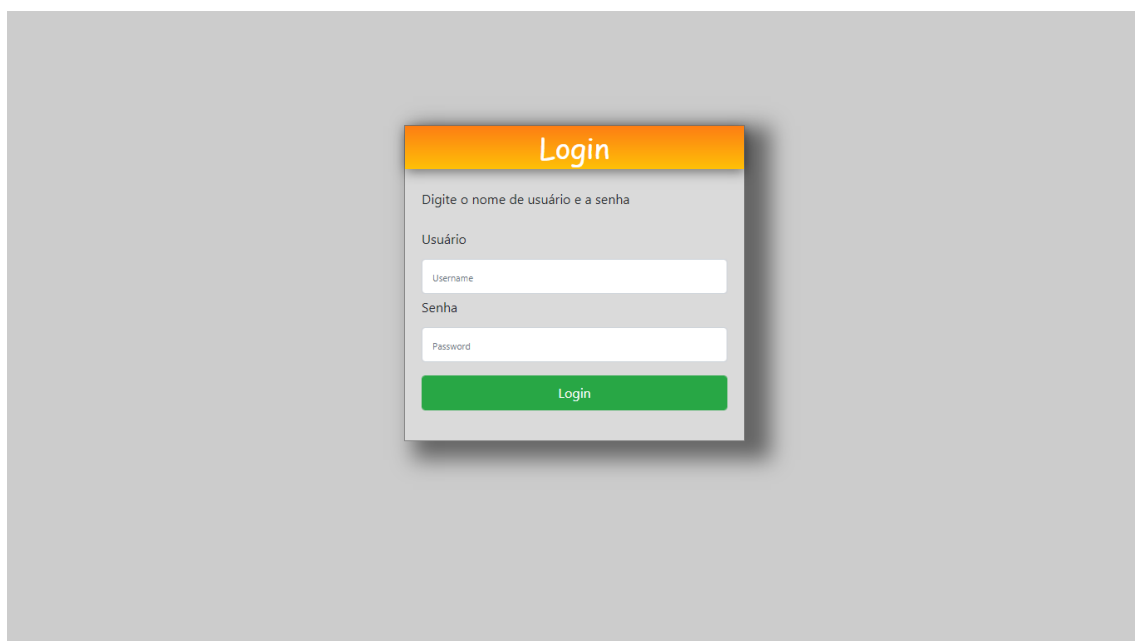 Login
Digite o nome de usuário e a senha
Usuário
Username
Senha
Password
Login